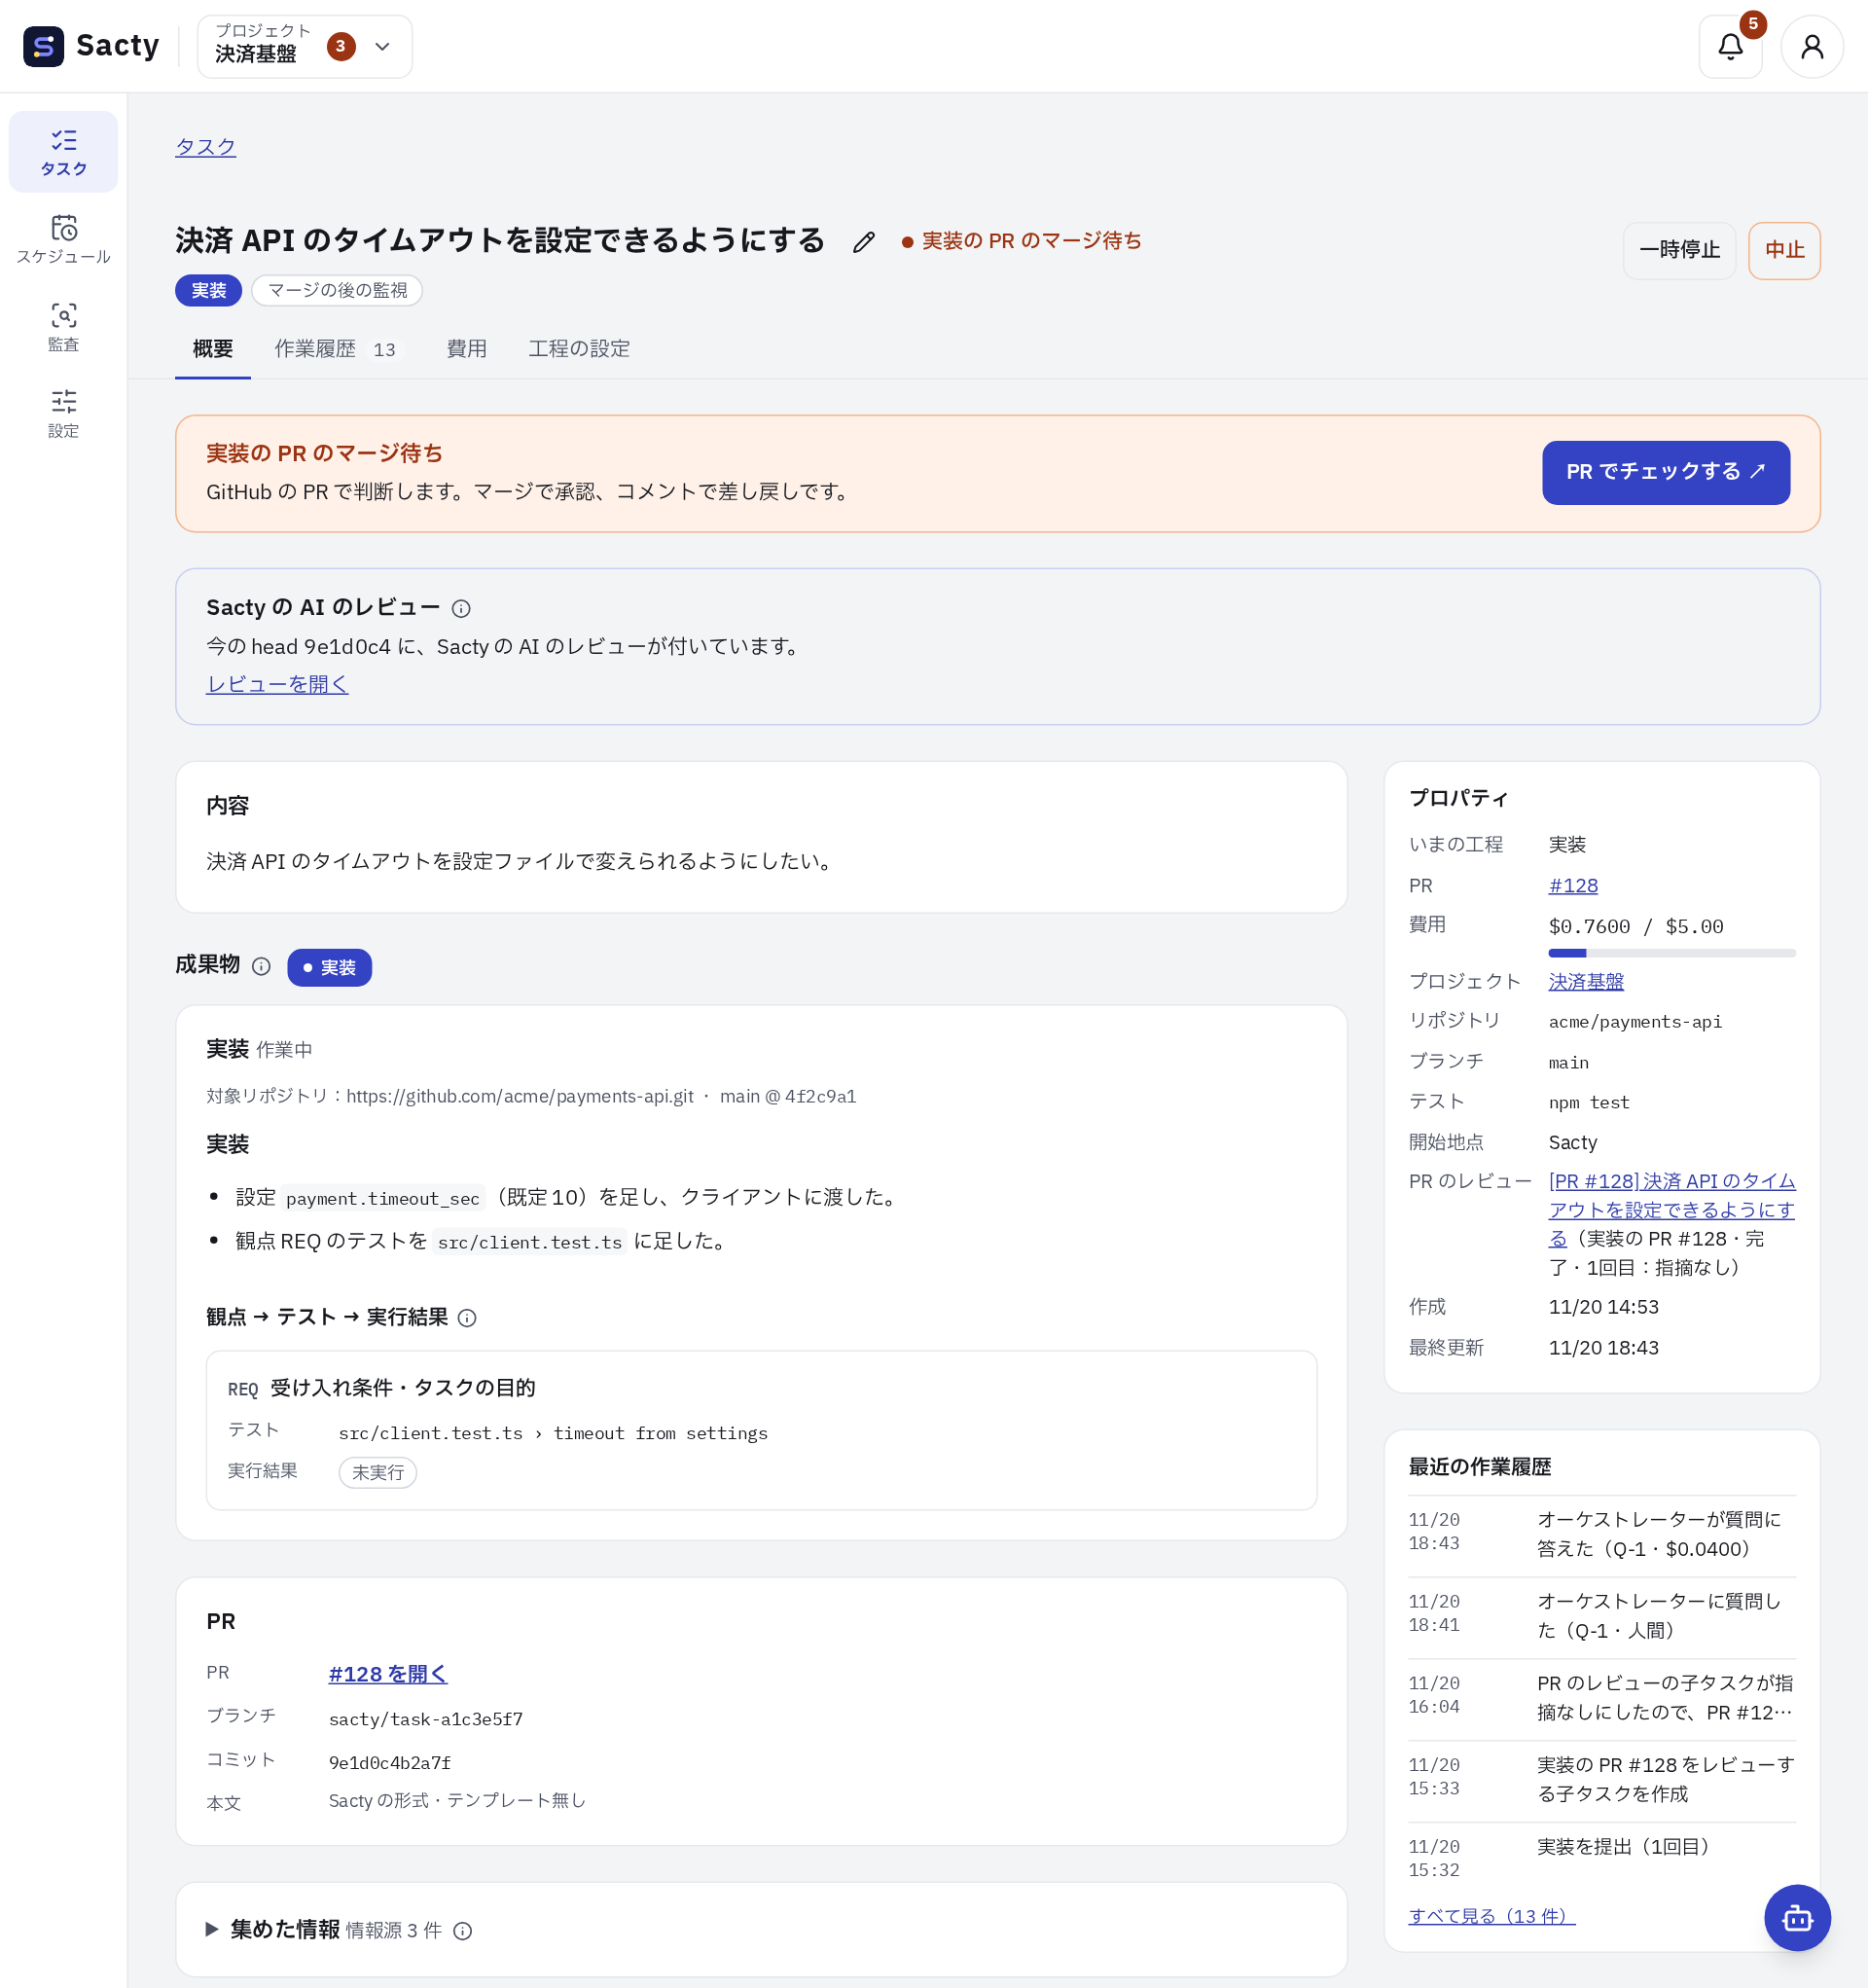 Sacty
プロジェクト
決済基盤
3
5
タスク
スケジュール
監査
設定
タスク
決済 API のタイムアウトを設定できるようにする
実装の PR のマージ待ち
一時停止
中止
実装
マージの後の監視
概要
作業履歴 13
費用
工程の設定
実装の PR のマージ待ち
GitHub の PR で判断します。マージで承認、コメントで差し戻しです。
PR でチェックする ↗
Sacty の AI のレビュー
今の head 9e1d0c4 に、Sacty の AI のレビューが付いています。
レビューを開く
内容
決済 API のタイムアウトを設定ファイルで変えられるようにしたい。
成果物
実装
実装 作業中
対象リポジトリ：https://github.com/acme/payments-api.git ・ main @ 4f2c9a1
実装
• 設定 payment.timeout_sec（既定 10）を足し、クライアントに渡した。
• 観点 REQ のテストを src/client.test.ts に足した。
観点 → テスト → 実行結果
REQ 受け入れ条件・タスクの目的
テスト src/client.test.ts › timeout from settings
実行結果 未実行
PR
PR #128 を開く
ブランチ sacty/task-a1c3e5f7
コミット 9e1d0c4b2a7f
本文 Sacty の形式・テンプレート無し
▶ 集めた情報 情報源 3 件
プロパティ
いまの工程 実装
PR #128
費用 $0.7600 / $5.00
プロジェクト 決済基盤
リポジトリ acme/payments-api
ブランチ main
テスト npm test
開始地点 Sacty
PR のレビュー [PR #128] 決済 API のタイム
アウトを設定できるようにす
る（実装の PR #128・完
了・1回目：指摘なし）
作成 11/20 14:53
最終更新 11/20 18:43
最近の作業履歴
11/20 オーケストレーターが質問に
18:43 答えた（Q-1・$0.0400）
11/20 オーケストレーターに質問し
18:41 た（Q-1・人間）
11/20 PR のレビューの子タスクが指
16:04 摘なしにしたので、PR #12…
11/20 実装の PR #128 をレビューす
15:33 る子タスクを作成
11/20 実装を提出（1回目）
15:32
すべて見る（13 件）